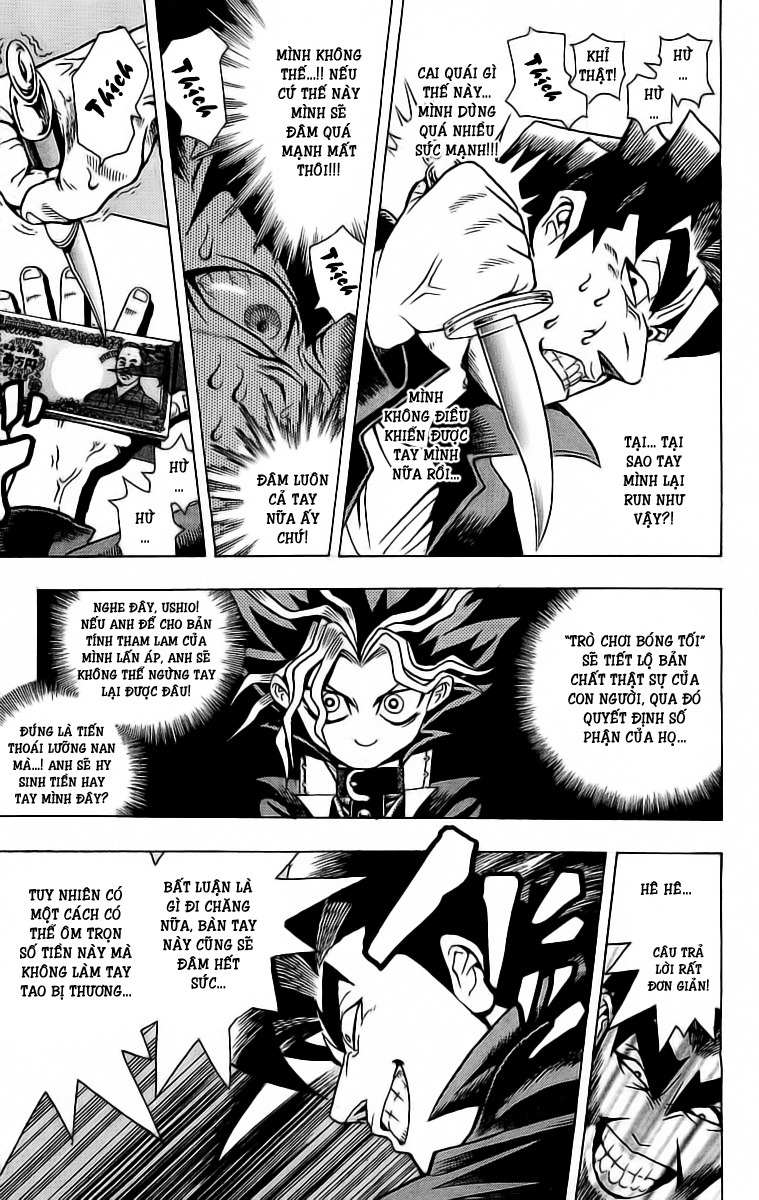 HỪ
...
HỪ
...
KHỈ
THẬT!
Thịch
CAI QUÁI GÌ
THẾ NÀY...
MÌNH DÙNG
QUÁ NHIỀU
SỨC MẠNH!!!
TẠI... TẠI
SAO TAY
MÌNH LẠI
RUN NHƯ
VẬY?!
MÌNH
KHÔNG ĐIỀU
KHIẾN ĐƯỢC
TAY MÌNH
NỮA RỒI...
MÌNH KHÔNG
THỂ...!! NẾU
CỨ THẾ NÀY
MÌNH SẼ
ĐÂM QUÁ
MẠNH MẤT
THÔI!!!
Thịch
Thịch
ĐÂM LUÔN
CẢ TAY
NỮA ẤY
CHỨ!
Thịch
HỪ
...
HỪ
...
"TRÒ CHƠI BÓNG TỐI"
SẼ TIẾT LỘ BẢN
CHẤT THẬT SỰ CỦA
CON NGƯỜI, QUA ĐÓ
QUYẾT ĐỊNH SỐ
PHẬN CỦA HỌ...
NGHE ĐÂY, USHIO!
NẾU ANH ĐỂ CHO BẢN
TÍNH THAM LAM CỦA
MÌNH LẤN ÁP, ANH SẼ
KHÔNG THỂ NGỪNG TAY
LẠI ĐƯỢC ĐÂU!
ĐÚNG LÀ TIẾN
THOÁI LƯỠNG NAN
MÀ...! ANH SẼ HY
SINH TIỀN HAY
TAY MÌNH ĐÂY?
HÊ HÊ...
CÂU TRẢ
LỜI RẤT
ĐƠN GIẢN!
BẤT LUẬN LÀ
GÌ ĐI CHĂNG
NỮA, BÀN TAY
NÀY CŨNG SẼ
ĐÂM HẾT
SỨC...
TUY NHIÊN CÓ
MỘT CÁCH CÓ
THỂ ÔM TRỌN
SỐ TIỀN NÀY MÀ
KHÔNG LÀM TAY
TAO BỊ THƯƠNG...